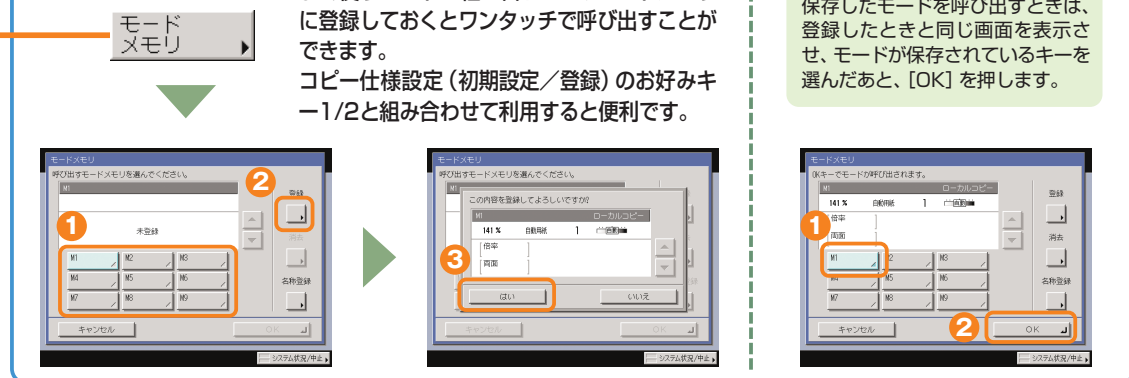 モード
メモリ
に登録しておくとワンタッチで呼び出すことが
できます。
コピー仕様設定（初期設定／登録）のお好みキ
ー1/2と組み合わせて利用すると便利です。
保存したモードを呼び出すときは、
登録したときと同じ画面を表示さ
せ、モードが保存されているキーを
選んだあと、［OK］を押します。
モードメモリ
呼び出すモードメモリを選んでください。
M1
2
登録
1
未登録
消去
M1 M2 M3
M4 M5 M6
名称登録
M7 M8 M9
キャンセル OK
システム状況/中止
モードメモリ
呼び出すモードメモリを選んでください。
M1
この内容を登録してよろしいですか?
M1 ローカルコピー
141 % 自動用紙 1
倍率
両面
3
はい いいえ
キャンセル OK
システム状況/中止
モードメモリ
OKキーでモードが呼び出されます。
M1 ローカルコピー
登録
141 % 自動用紙 1
1
倍率
両面
消去
M1 M2 M3
M4 M5 M6
名称登録
M7 M8 M9
2
キャンセル OK
システム状況/中止